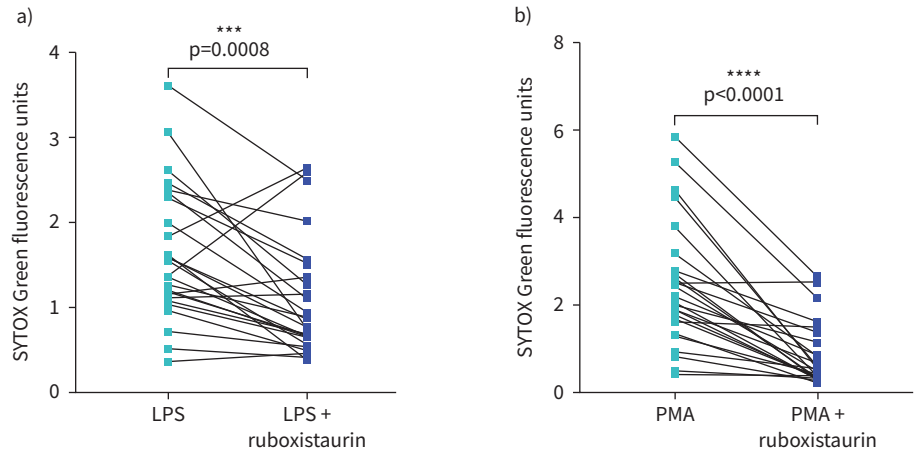 a)
***
p=0.0008
SYTOX Green fluorescence units
4
3
2
1
0
LPS
LPS +
ruboxistaurin
b)
****
p<0.0001
SYTOX Green fluorescence units
8
6
4
2
0
PMA
PMA +
ruboxistaurin